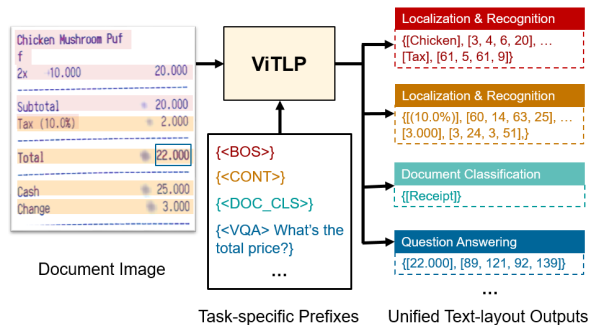 Chicken Mushroom Puf
f
2x 10.000 20.000
Subtotal 20.000
Tax (10.0%) 2.000
Total 22.000
Cash 25.000
Change 3.000
Document Image
ViTLP
{<BOS>}
{<CONT>}
{<DOC_CLS>}
{<VQA> What's the
total price?}
...
Task-specific Prefixes
Localization & Recognition
{[Chicken], [3, 4, 6, 20], ...
[Tax], [61, 5, 61, 9]}
Localization & Recognition
{[(10.0%)], [60, 14, 63, 25], ...
[3.000], [3, 24, 3, 51],}
Document Classification
{[Receipt]}
Question Answering
{[22.000], [89, 121, 92, 139]}
...
Unified Text-layout Outputs